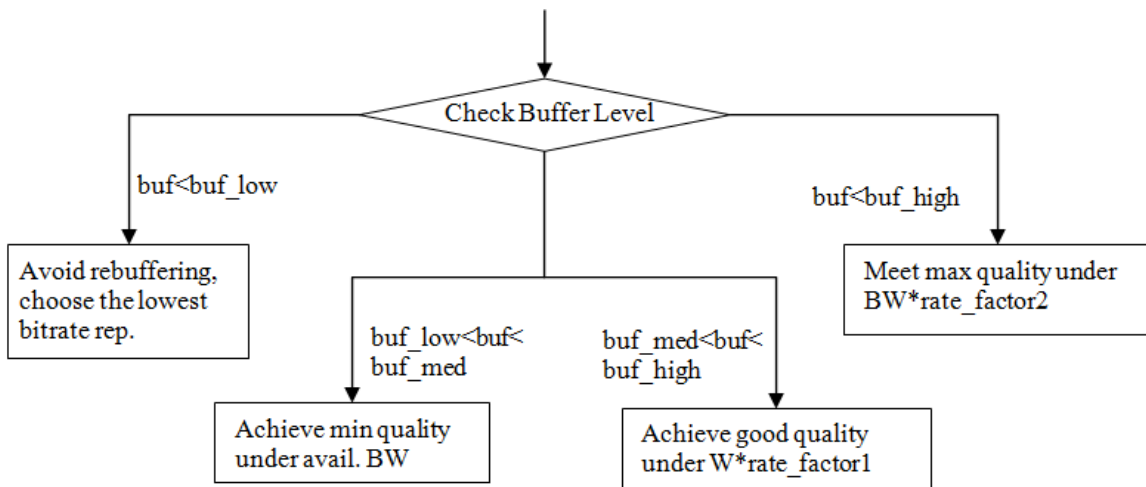 Check Buffer Level
buf<buf_low
buf<buf_high
Avoid rebuffering,
choose the lowest
bitrate rep.
Meet max quality under
BW*rate_factor2
buf_low<buf<
buf_med
buf_med<buf<
buf_high
Achieve min quality
under avail. BW
Achieve good quality
under W*rate_factor1